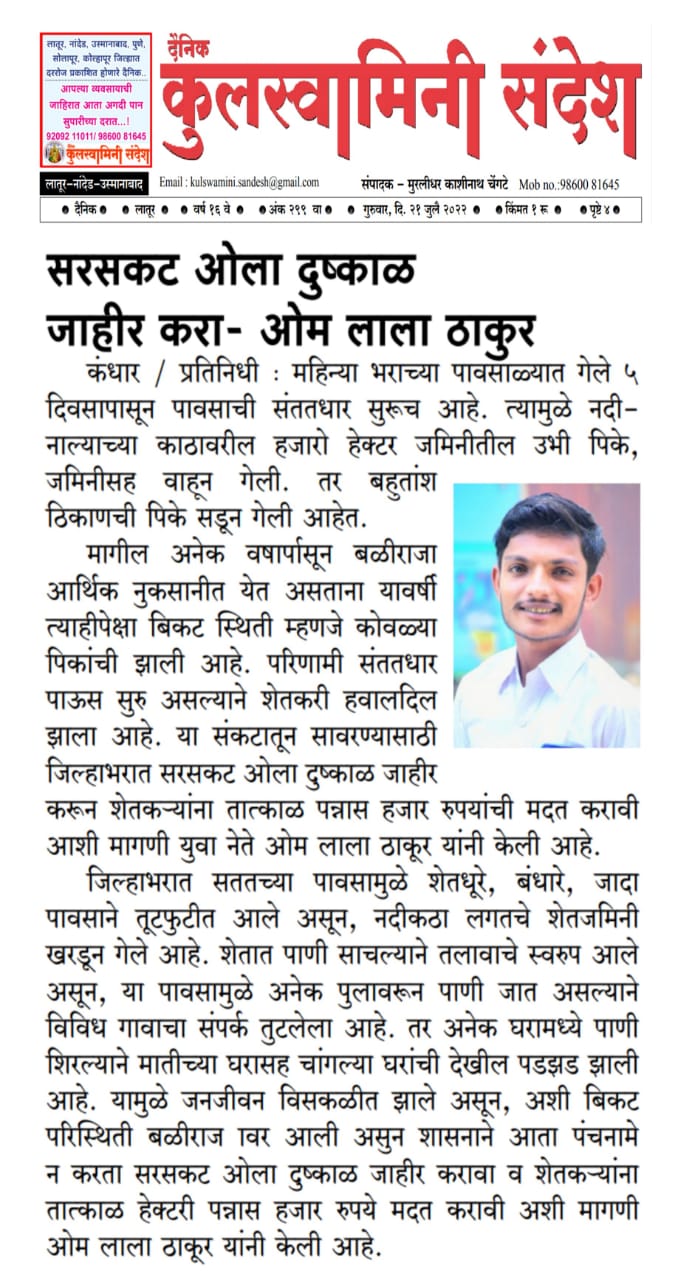 लातूर, नांदेड, उस्मानाबाद, पुणे,
सोलापूर, कोल्हापूर जिल्ह्यात
दररोज प्रकाशित होणारे दैनिक..
आपल्या व्यवसायाची
जाहिरात आता अगदी पान
सुपारीच्या दरात...!
92092 11011/ 98600 81645
कुलस्वामिनी संदेश
लातूर-नांदेड-उस्मानाबाद
दैनिक
कुलस्वामिनी संदेश
Email : kulswamini.sandesh@gmail.com संपादक - मुरलीधर काशीनाथ चेंगटे Mob no.:98600 81645
● दैनिक ● ● लातूर ● ● वर्ष १६ वे ● ●अंक २९९ वा ● ● गुरुवार, दि. २१ जुलै २०२२ ● ●किंमत १ रू ● ●पृष्टे ४●
सरसकट ओला दुष्काळ
जाहीर करा- ओम लाला ठाकुर
कंधार / प्रतिनिधी : महिन्या भराच्या पावसाळ्यात गेले ५
दिवसापासून पावसाची संततधार सुरूच आहे. त्यामुळे नदी-
नाल्याच्या काठावरील हजारो हेक्टर जमिनीतील उभी पिके,
जमिनीसह वाहून गेली. तर बहुतांश
ठिकाणची पिके सडून गेली आहेत.
मागील अनेक वषार्पासून बळीराजा
आर्थिक नुकसानीत येत असताना यावर्षी
त्याहीपेक्षा बिकट स्थिती म्हणजे कोवळ्या
पिकांची झाली आहे. परिणामी संततधार
पाऊस सुरु असल्याने शेतकरी हवालदिल
झाला आहे. या संकटातून सावरण्यासाठी
जिल्हाभरात सरसकट ओला दुष्काळ जाहीर
करून शेतकऱ्यांना तात्काळ पन्नास हजार रुपयांची मदत करावी
आशी मागणी युवा नेते ओम लाला ठाकूर यांनी केली आहे.
जिल्हाभरात सततच्या पावसामुळे शेतधूरे, बंधारे, जादा
पावसाने तूटफुटीत आले असून, नदीकठा लगतचे शेतजमिनी
खरडून गेले आहे. शेतात पाणी साचल्याने तलावाचे स्वरुप आले
असून, या पावसामुळे अनेक पुलावरून पाणी जात असल्याने
विविध गावाचा संपर्क तुटलेला आहे. तर अनेक घरामध्ये पाणी
शिरल्याने मातीच्या घरासह चांगल्या घरांची देखील पडझड झाली
आहे. यामुळे जनजीवन विसकळीत झाले असून, अशी बिकट
परिस्थिती बळीराज ावर आली असुन शासनाने आता पंचनामे
न करता सरसकट ओला दुष्काळ जाहीर करावा व शेतकऱ्यांना
तात्काळ हेक्टरी पन्नास हजार रुपये मदत करावी अशी मागणी
ओम लाला ठाकूर यांनी केली आहे.